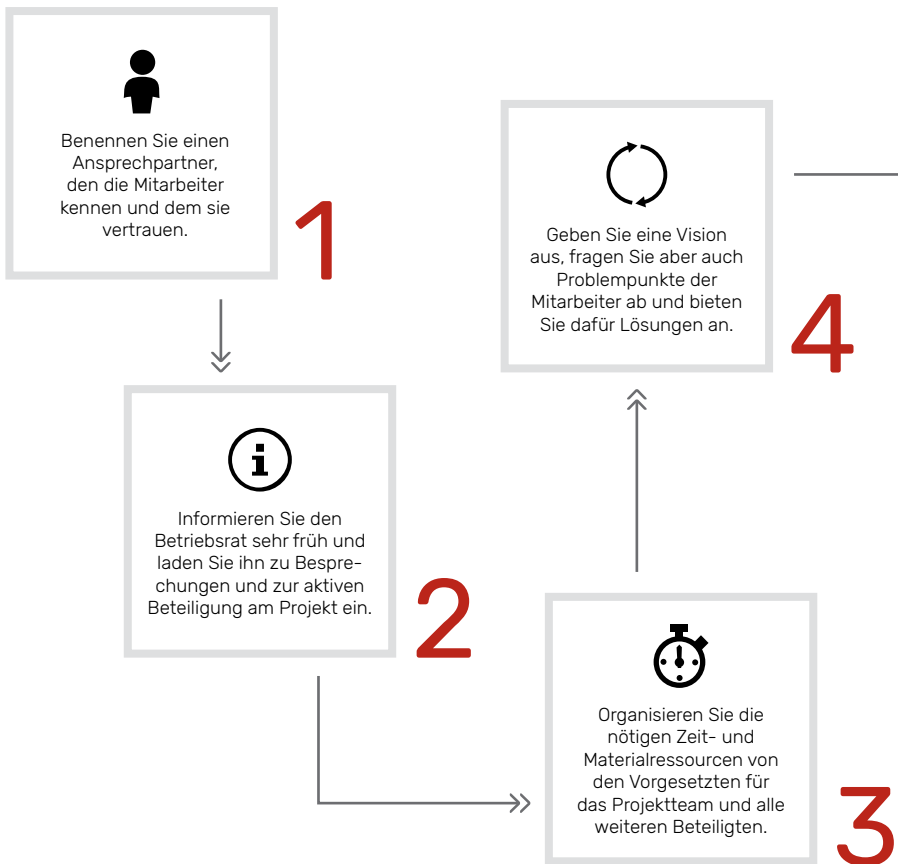 Benennen Sie einen
Ansprechpartner,
den die Mitarbeiter
kennen und dem sie
vertrauen.
1
Informieren Sie den
Betriebsrat sehr früh und
laden Sie ihn zu Bespre-
chungen und zur aktiven
Beteiligung am Projekt ein.
2
Organisieren Sie die
nötigen Zeit- und
Materialressourcen von
den Vorgesetzten für
das Projektteam und alle
weiteren Beteiligten.
3
Geben Sie eine Vision
aus, fragen Sie aber auch
Problempunkte der
Mitarbeiter ab und bieten
Sie dafür Lösungen an.
4